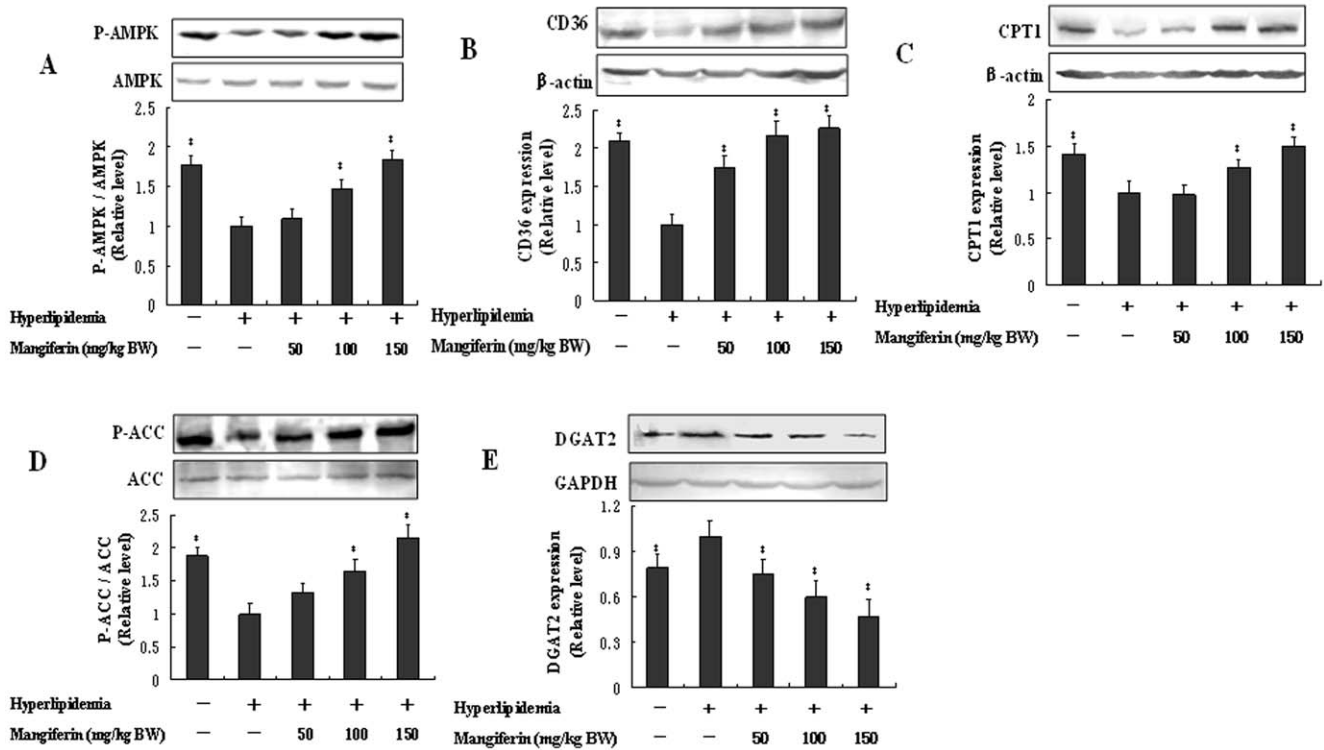 A
P-AMPK
AMPK
P-AMPK / AMPK
(Relative level)
2.5
2
1.5
1
0.5
0
‡ ‡ ‡
Hyperlipidemia − + + + +
Mangiferin (mg/kg BW) − − 50 100 150
B
CD36
β-actin
CD36 expression
(Relative level)
2.5
2.0
1.5
1
0.5
0
‡ ‡ ‡ ‡
Hyperlipidemia − + + + +
Mangiferin (mg/kg BW) − − 50 100 150
C
CPT1
β-actin
CPT1 expression
(Relative level)
2
1.5
1
0.5
0
‡ ‡ ‡
Hyperlipidemia − + + + +
Mangiferin (mg/kg BW) − − 50 100 150
D
P-ACC
ACC
P-ACC / ACC
(Relative level)
2.5
2
1.5
1
0.5
0
‡ ‡ ‡
Hyperlipidemia − + + + +
Mangiferin (mg/kg BW) − − 50 100 150
E
DGAT2
GAPDH
DGAT2 expression
(Relative level)
1.2
0.9
0.6
0.3
0
‡ ‡ ‡ ‡
Hyperlipidemia − + + + +
Mangiferin (mg/kg BW) − − 50 100 150